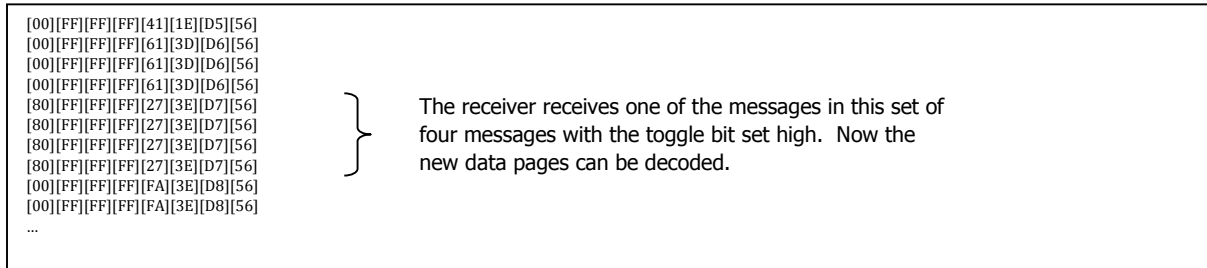 [00][FF][FF][FF][41][1E][D5][56]
[00][FF][FF][FF][61][3D][D6][56]
[00][FF][FF][FF][61][3D][D6][56]
[00][FF][FF][FF][61][3D][D6][56]
[80][FF][FF][FF][27][3E][D7][56]
[80][FF][FF][FF][27][3E][D7][56]
[80][FF][FF][FF][27][3E][D7][56]
[80][FF][FF][FF][27][3E][D7][56]
[00][FF][FF][FF][FA][3E][D8][56]
[00][FF][FF][FF][FA][3E][D8][56]
...
The receiver receives one of the messages in this set of
four messages with the toggle bit set high.  Now the
new data pages can be decoded.